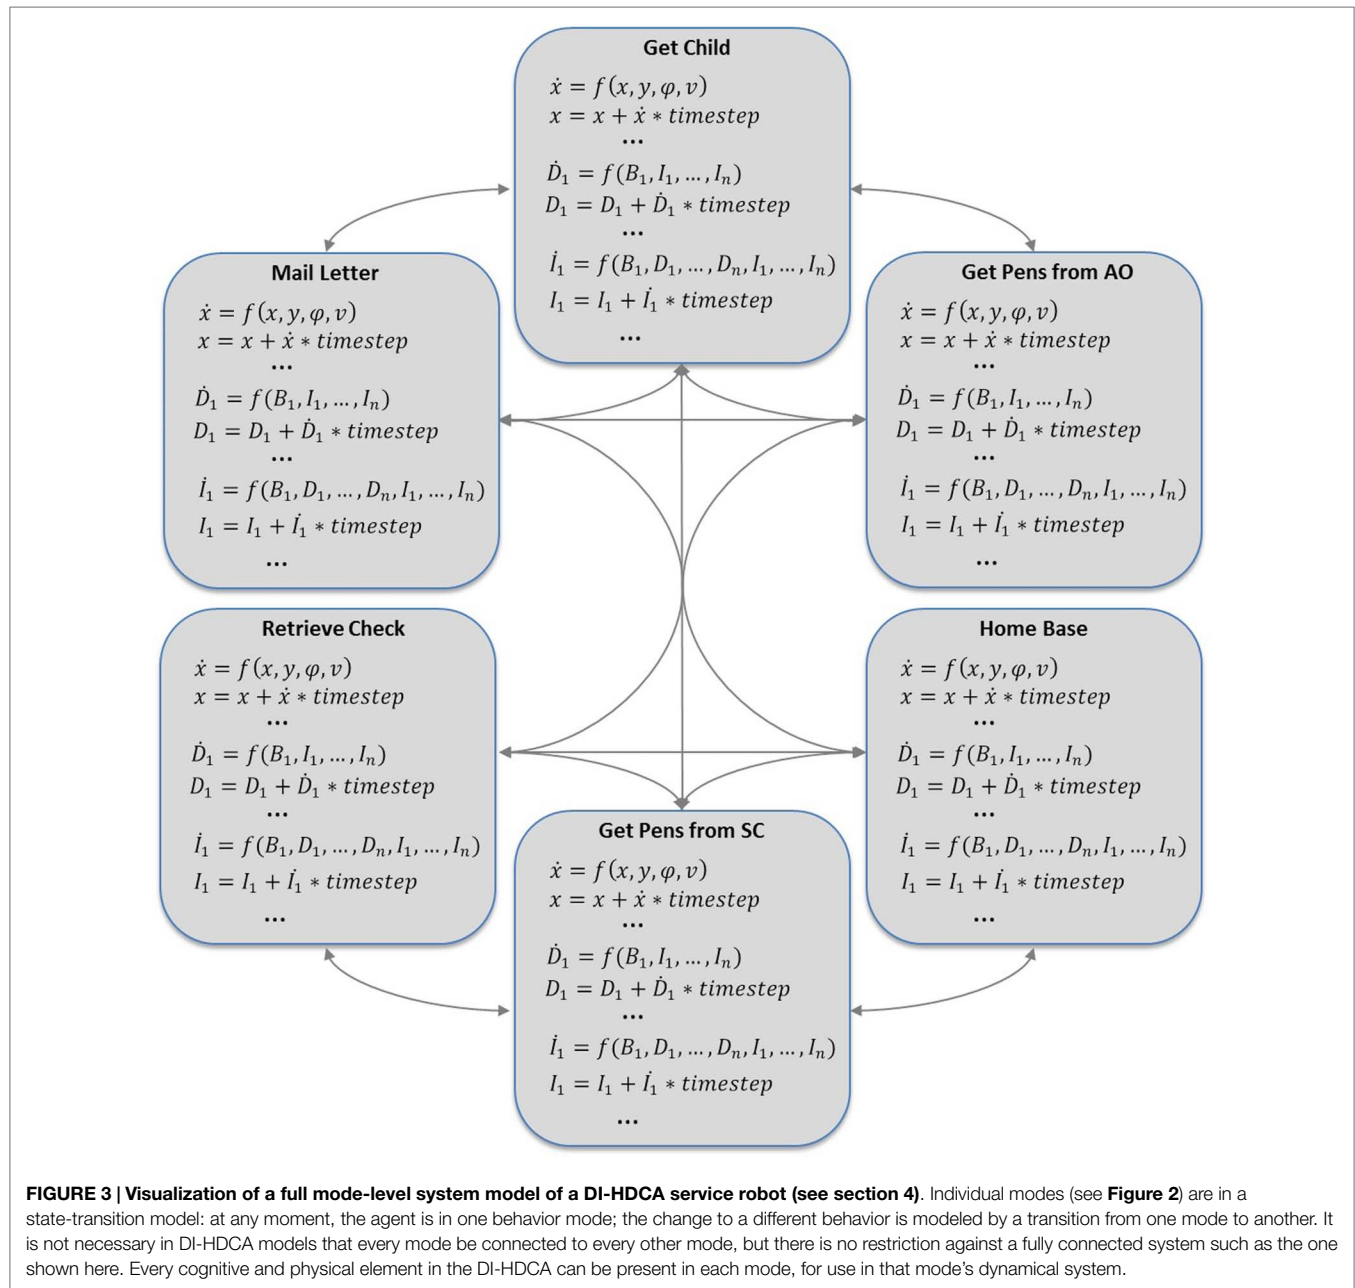 Get Child
ẋ = f(x, y, φ, v)
x = x + ẋ ∗ timestep
...
Ḋ₁ = f(B₁, I₁, ... , Iₙ)
D₁ = D₁ + Ḋ₁ ∗ timestep
...
İ₁ = f(B₁, D₁, ... , Dₙ, I₁, ... , Iₙ)
I₁ = I₁ + İ₁ ∗ timestep
...
Mail Letter
ẋ = f(x, y, φ, v)
x = x + ẋ ∗ timestep
...
Ḋ₁ = f(B₁, I₁, ... , Iₙ)
D₁ = D₁ + Ḋ₁ ∗ timestep
...
İ₁ = f(B₁, D₁, ... , Dₙ, I₁, ... , Iₙ)
I₁ = I₁ + İ₁ ∗ timestep
...
Get Pens from AO
ẋ = f(x, y, φ, v)
x = x + ẋ ∗ timestep
...
Ḋ₁ = f(B₁, I₁, ... , Iₙ)
D₁ = D₁ + Ḋ₁ ∗ timestep
...
İ₁ = f(B₁, D₁, ... , Dₙ, I₁, ... , Iₙ)
I₁ = I₁ + İ₁ ∗ timestep
...
Retrieve Check
ẋ = f(x, y, φ, v)
x = x + ẋ ∗ timestep
...
Ḋ₁ = f(B₁, I₁, ... , Iₙ)
D₁ = D₁ + Ḋ₁ ∗ timestep
...
İ₁ = f(B₁, D₁, ... , Dₙ, I₁, ... , Iₙ)
I₁ = I₁ + İ₁ ∗ timestep
...
Home Base
ẋ = f(x, y, φ, v)
x = x + ẋ ∗ timestep
...
Ḋ₁ = f(B₁, I₁, ... , Iₙ)
D₁ = D₁ + Ḋ₁ ∗ timestep
...
İ₁ = f(B₁, D₁, ... , Dₙ, I₁, ... , Iₙ)
I₁ = I₁ + İ₁ ∗ timestep
...
Get Pens from SC
ẋ = f(x, y, φ, v)
x = x + ẋ ∗ timestep
...
Ḋ₁ = f(B₁, I₁, ... , Iₙ)
D₁ = D₁ + Ḋ₁ ∗ timestep
...
İ₁ = f(B₁, D₁, ... , Dₙ, I₁, ... , Iₙ)
I₁ = I₁ + İ₁ ∗ timestep
...
FIGURE 3 | Visualization of a full mode-level system model of a DI-HDCA service robot (see section 4). Individual modes (see Figure 2) are in a
state-transition model: at any moment, the agent is in one behavior mode; the change to a different behavior is modeled by a transition from one mode to another. It
is not necessary in DI-HDCA models that every mode be connected to every other mode, but there is no restriction against a fully connected system such as the one
shown here. Every cognitive and physical element in the DI-HDCA can be present in each mode, for use in that mode's dynamical system.